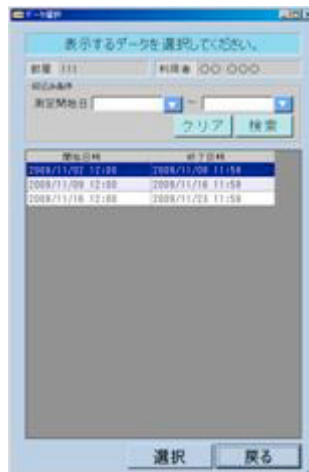 データ選択
表示するデータを選択してください。
部屋 111 利用者 〇〇 〇〇〇
絞込み条件
測定開始日 ～
クリア 検索
開始日時 終了日時
2009/11/02 12:00 2009/11/09 11:59
2009/11/09 12:00 2009/11/16 11:59
2009/11/16 12:00 2009/11/23 11:59
選択 戻る